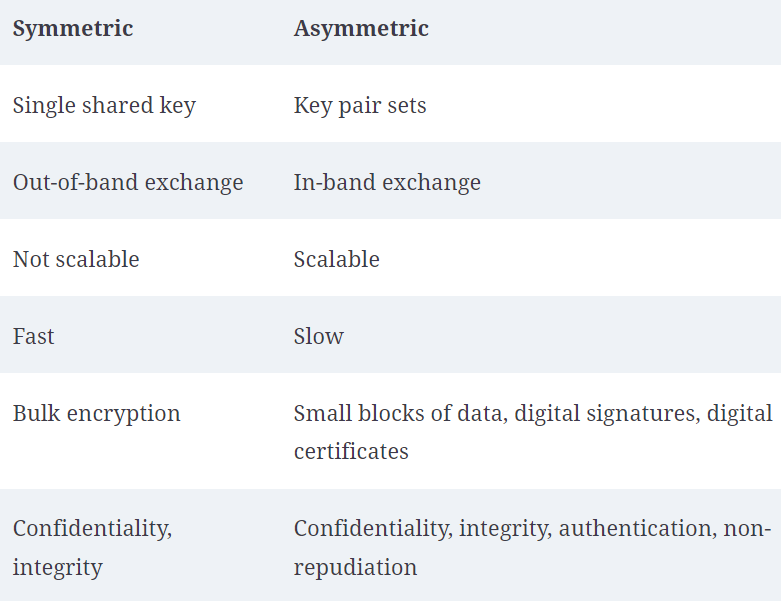 Symmetric Asymmetric
Single shared key Key pair sets
Out-of-band exchange In-band exchange
Not scalable Scalable
Fast Slow
Bulk encryption Small blocks of data, digital signatures, digital
certificates
Confidentiality, Confidentiality, integrity, authentication, non-
integrity repudiation